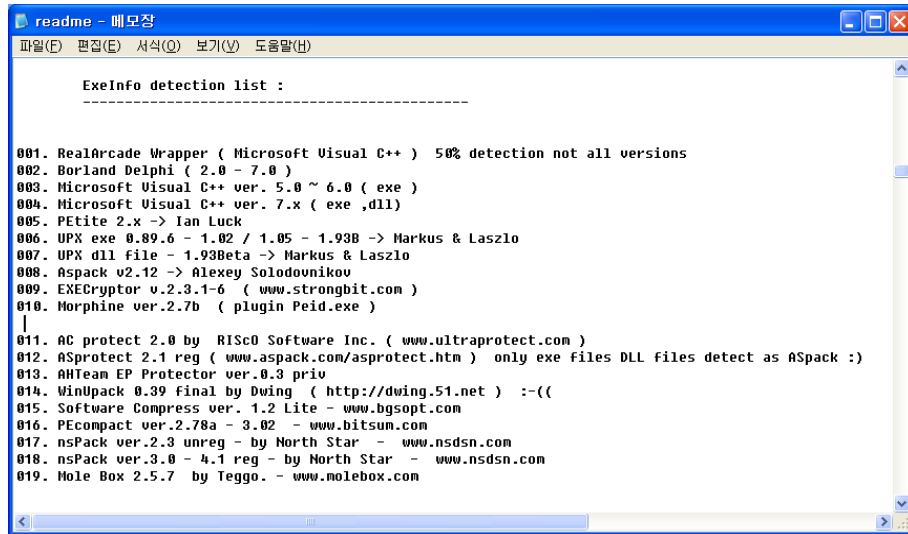 readme - 메모장
파일(F) 편집(E) 서식(O) 보기(V) 도움말(H)
ExeInfo detection list :
------------------------------------------------
001. RealArcade Wrapper ( Microsoft Visual C++ )  50% detection not all versions
002. Borland Delphi ( 2.0 - 7.0 )
003. Microsoft Visual C++ ver. 5.0 ~ 6.0 ( exe )
004. Microsoft Visual C++ ver. 7.x ( exe ,dll)
005. PEtite 2.x -> Ian Luck
006. UPX exe 0.89.6 - 1.02 / 1.05 - 1.93B -> Markus & Laszlo
007. UPX dll file - 1.93Beta -> Markus & Laszlo
008. Aspack v2.12 -> Alexey Solodovnikov
009. EXECryptor v.2.3.1-6  ( www.strongbit.com )
010. Morphine ver.2.7b  ( plugin Peid.exe )
011. AC protect 2.0 by  RIScO Software Inc. ( www.ultraprotect.com )
012. ASprotect 2.1 reg ( www.aspack.com/asprotect.htm )  only exe files DLL files detect as ASpack :)
013. AHTeam EP Protector ver.0.3 priv
014. WinUpack 0.39 final by Dwing  ( http://dwing.51.net )  :-((
015. Software Compress ver. 1.2 Lite - www.bgsopt.com
016. PEcompact ver.2.78a - 3.02  - www.bitsum.com
017. nsPack ver.2.3 unreg - by North Star  -  www.nsdsn.com
018. nsPack ver.3.0 - 4.1 reg - by North Star  -  www.nsdsn.com
019. Mole Box 2.5.7  by Teggo. - www.molebox.com